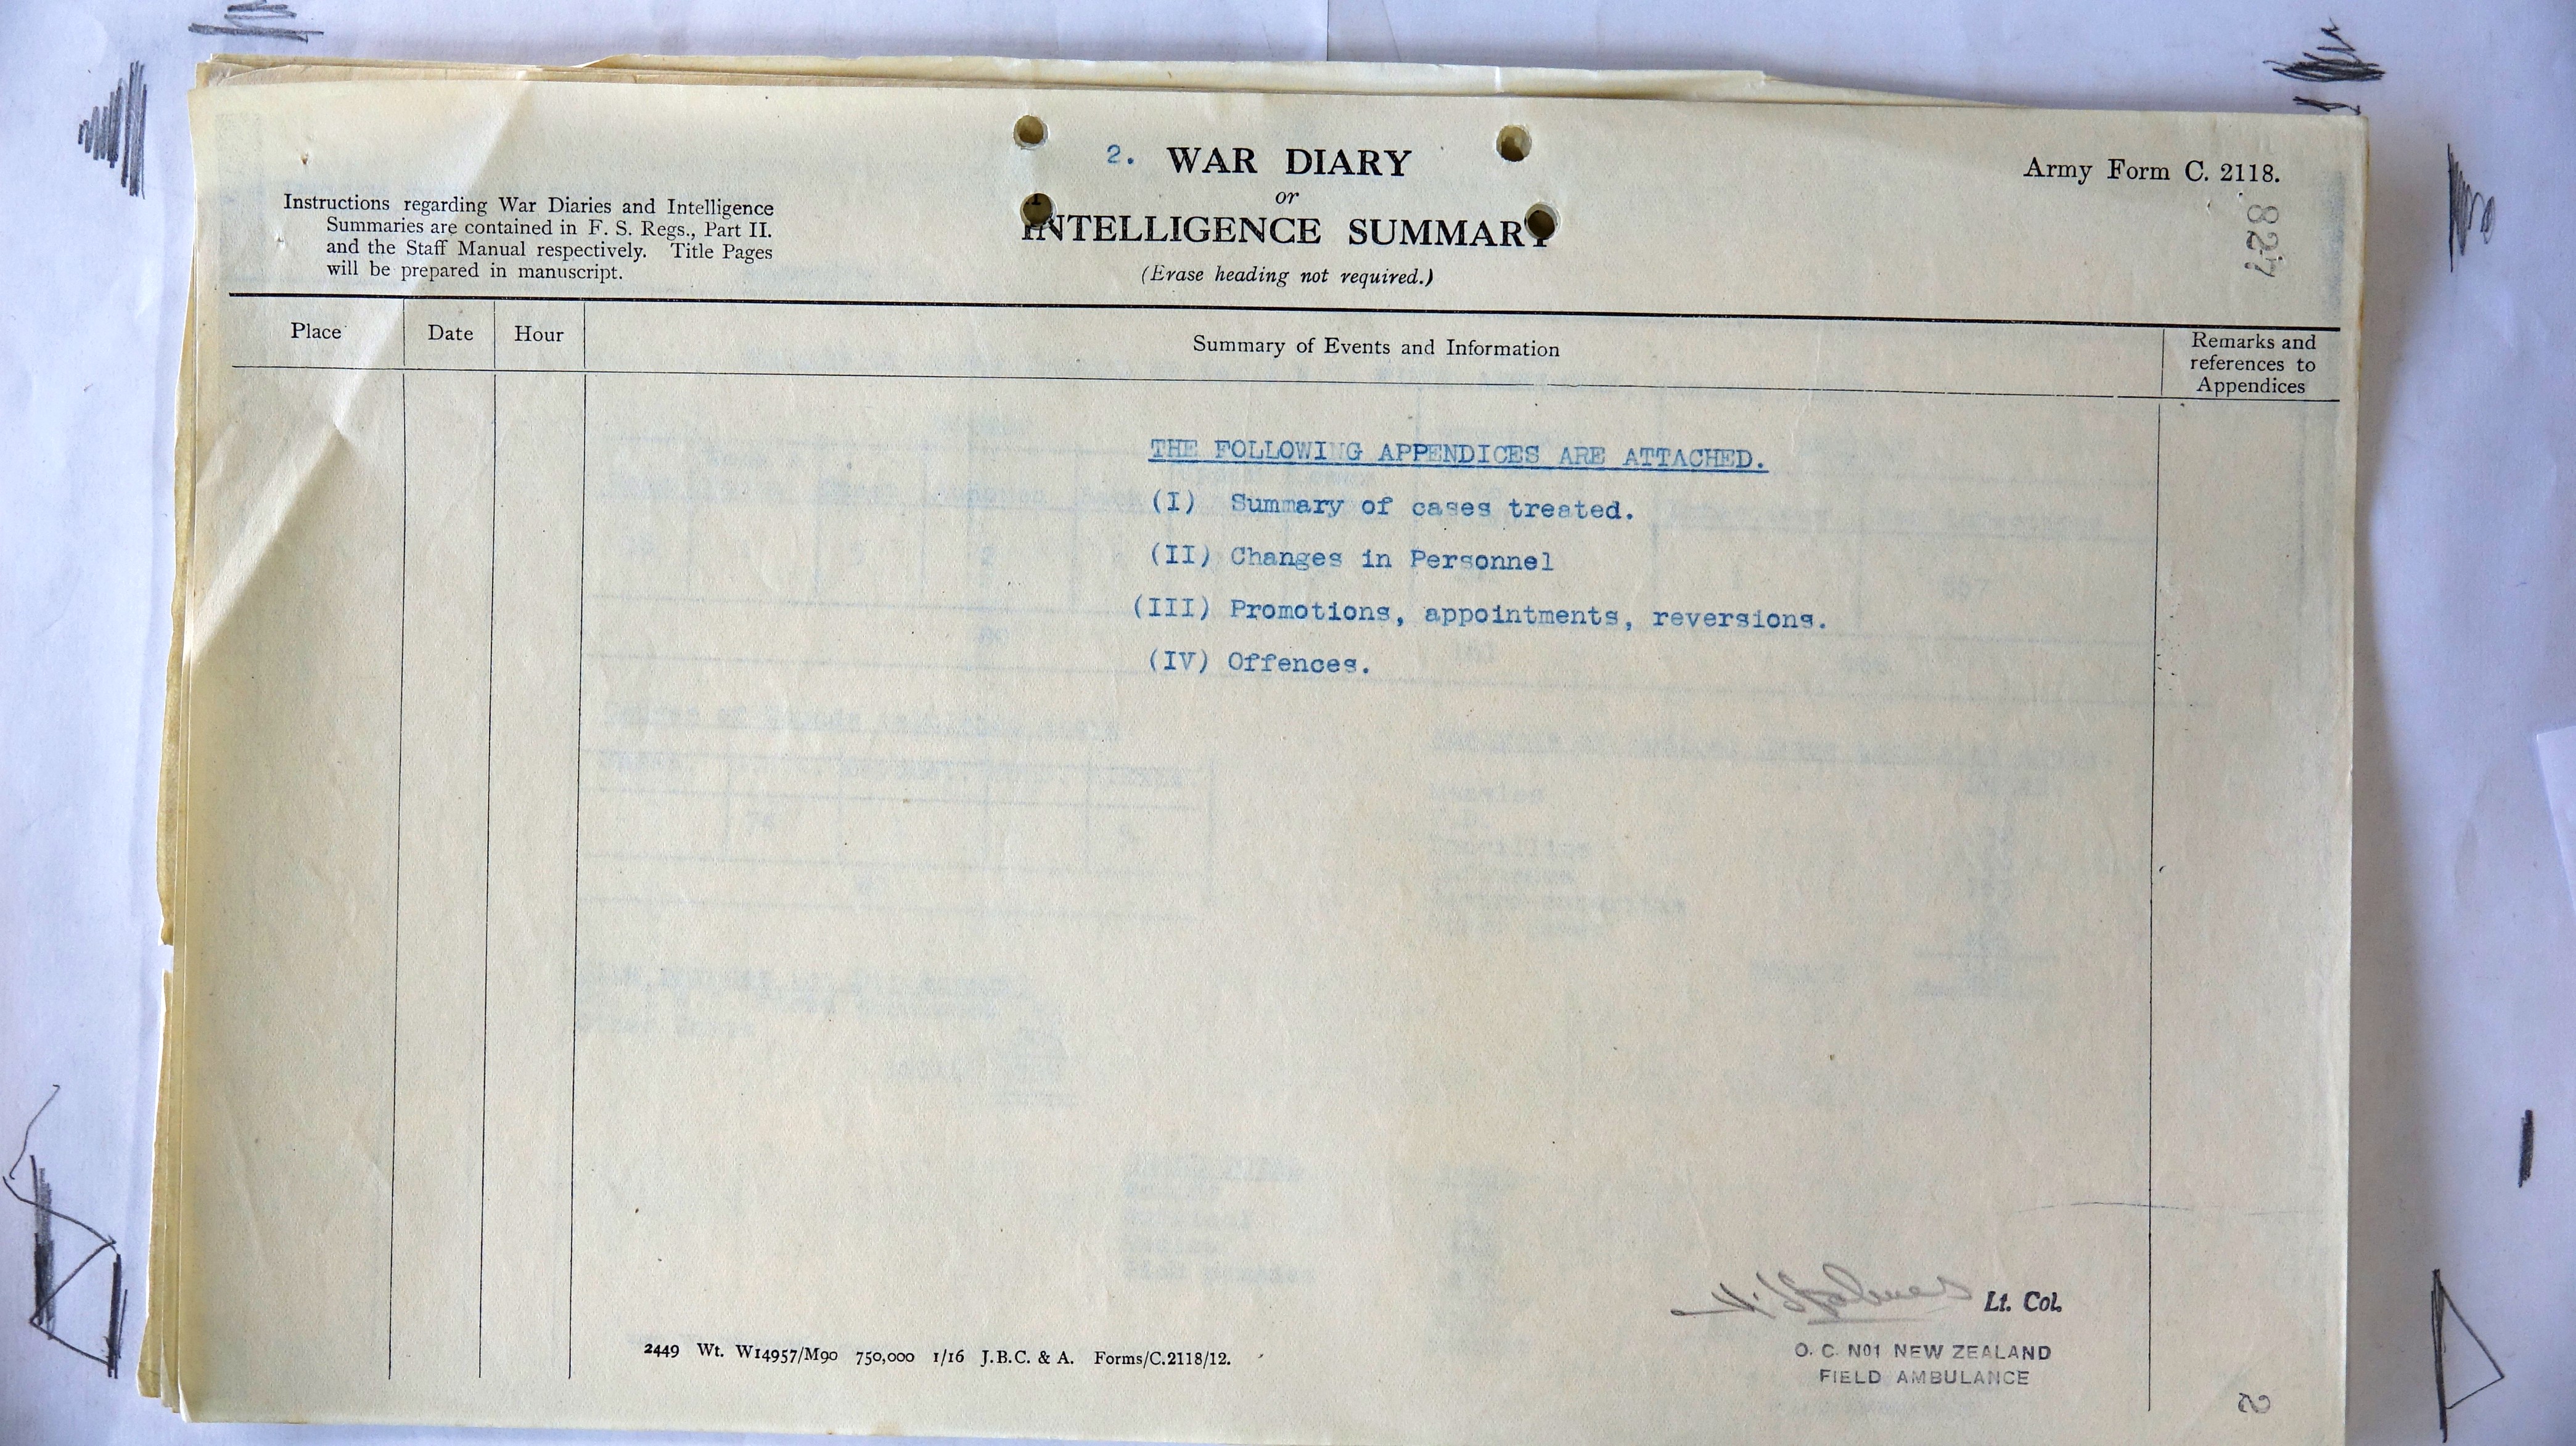 2. WAR DIARY
or
INTELLIGENCE SUMMARY
(Erase heading not required.)
Army Form C. 2118.
827
Instructions regarding War Diaries and Intelligence
Summaries are contained in F. S. Regs., Part II.
and the Staff Manual respectively. Title Pages
will be prepared in manuscript.
Place
Date
Hour
Summary of Events and Information
Remarks and
references to
Appendices
THE FOLLOWING APPENDICES ARE ATTACHED.
(I) Summary of cases treated.
(II) Changes in Personnel
(III) Promotions, appointments, reversions.
(IV) Offences.
Lt. Col.
O. C. No1 NEW ZEALAND
FIELD AMBULANCE
2449 Wt. W14957/M90 750,000 1/16 J.B.C. & A. Forms/C.2118/12.
2